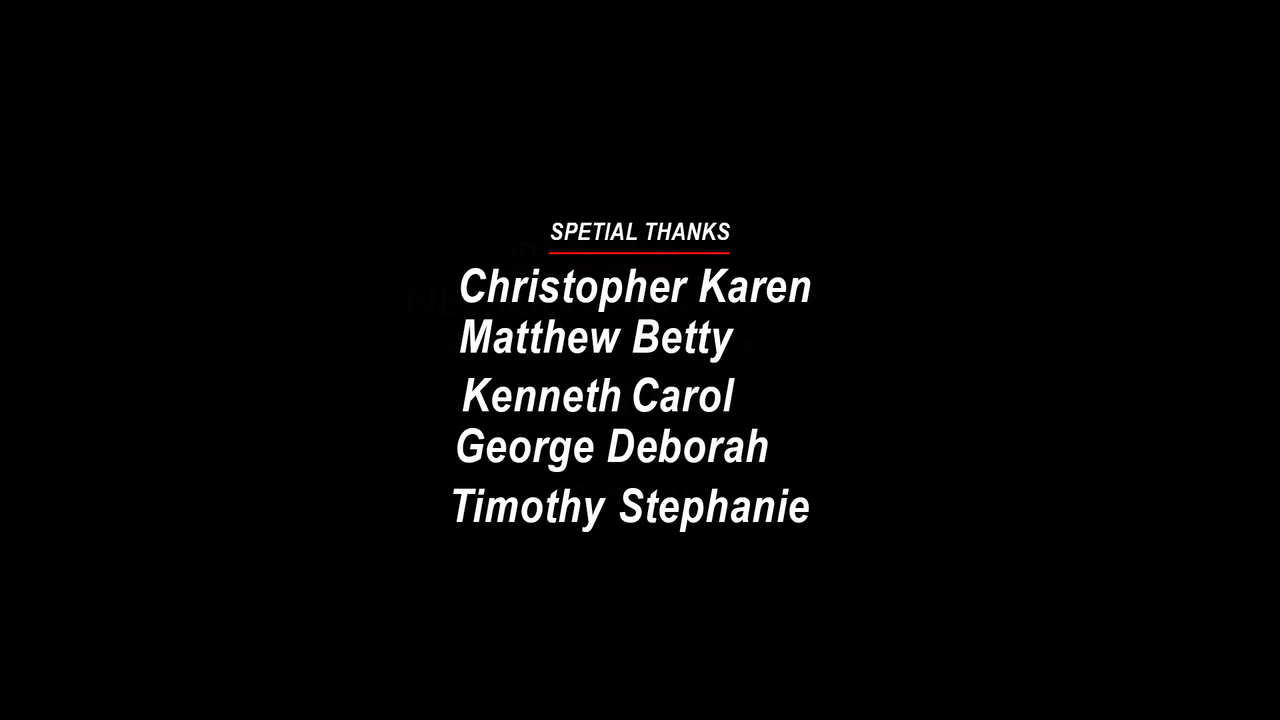 SPETIAL THANKS
Christopher Karen
Matthew Betty
Kenneth Carol
George Deborah
Timothy Stephanie